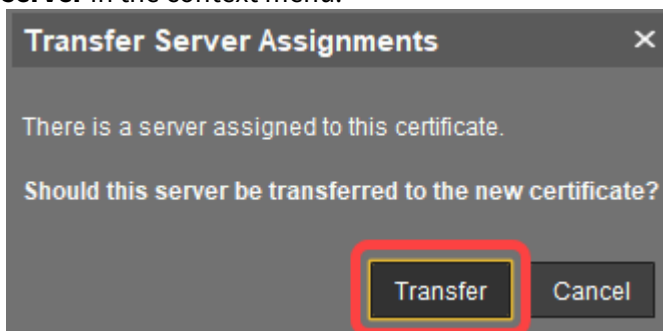 server in the context menu.
Transfer Server Assignments ×
There is a server assigned to this certificate.
Should this server be transferred to the new certificate?
Transfer Cancel